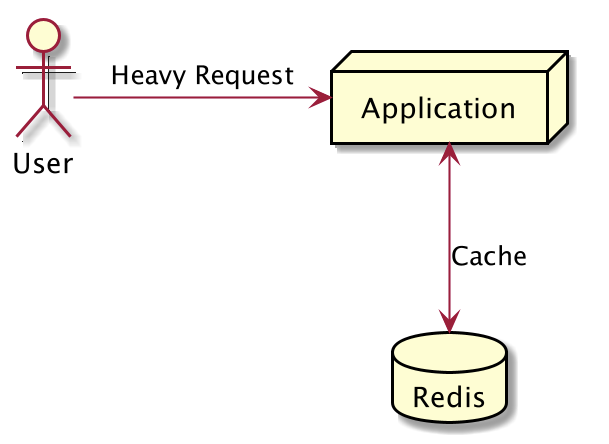 Heavy Request
Application
User
Cache
Redis